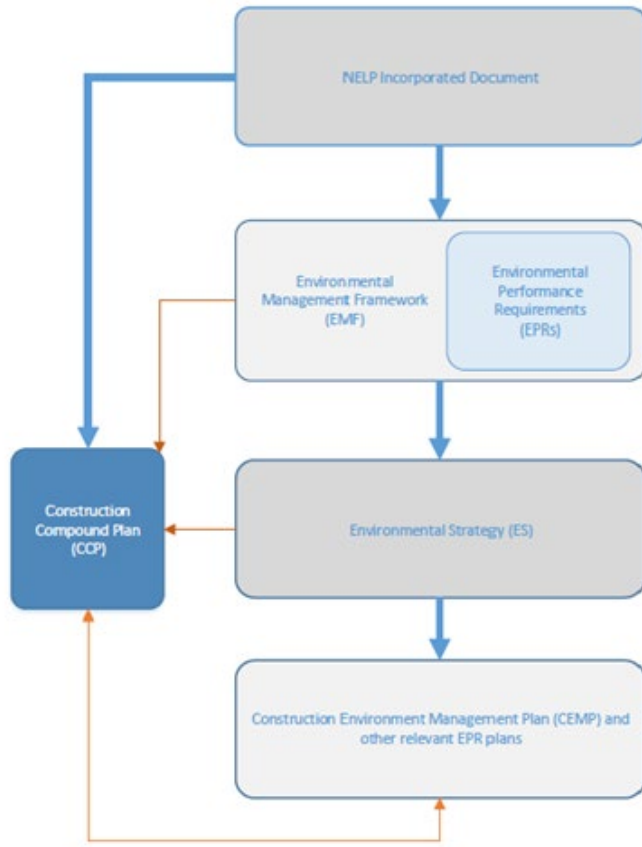 NELP Incorporated Document
Environmental
Management Framework
(EMF)
Environmental
Performance
Requirements
(EPRs)
Construction
Compound Plan
(CCP)
Environmental Strategy (ES)
Construction Environment Management Plan (CEMP) and
other relevant EPR plans